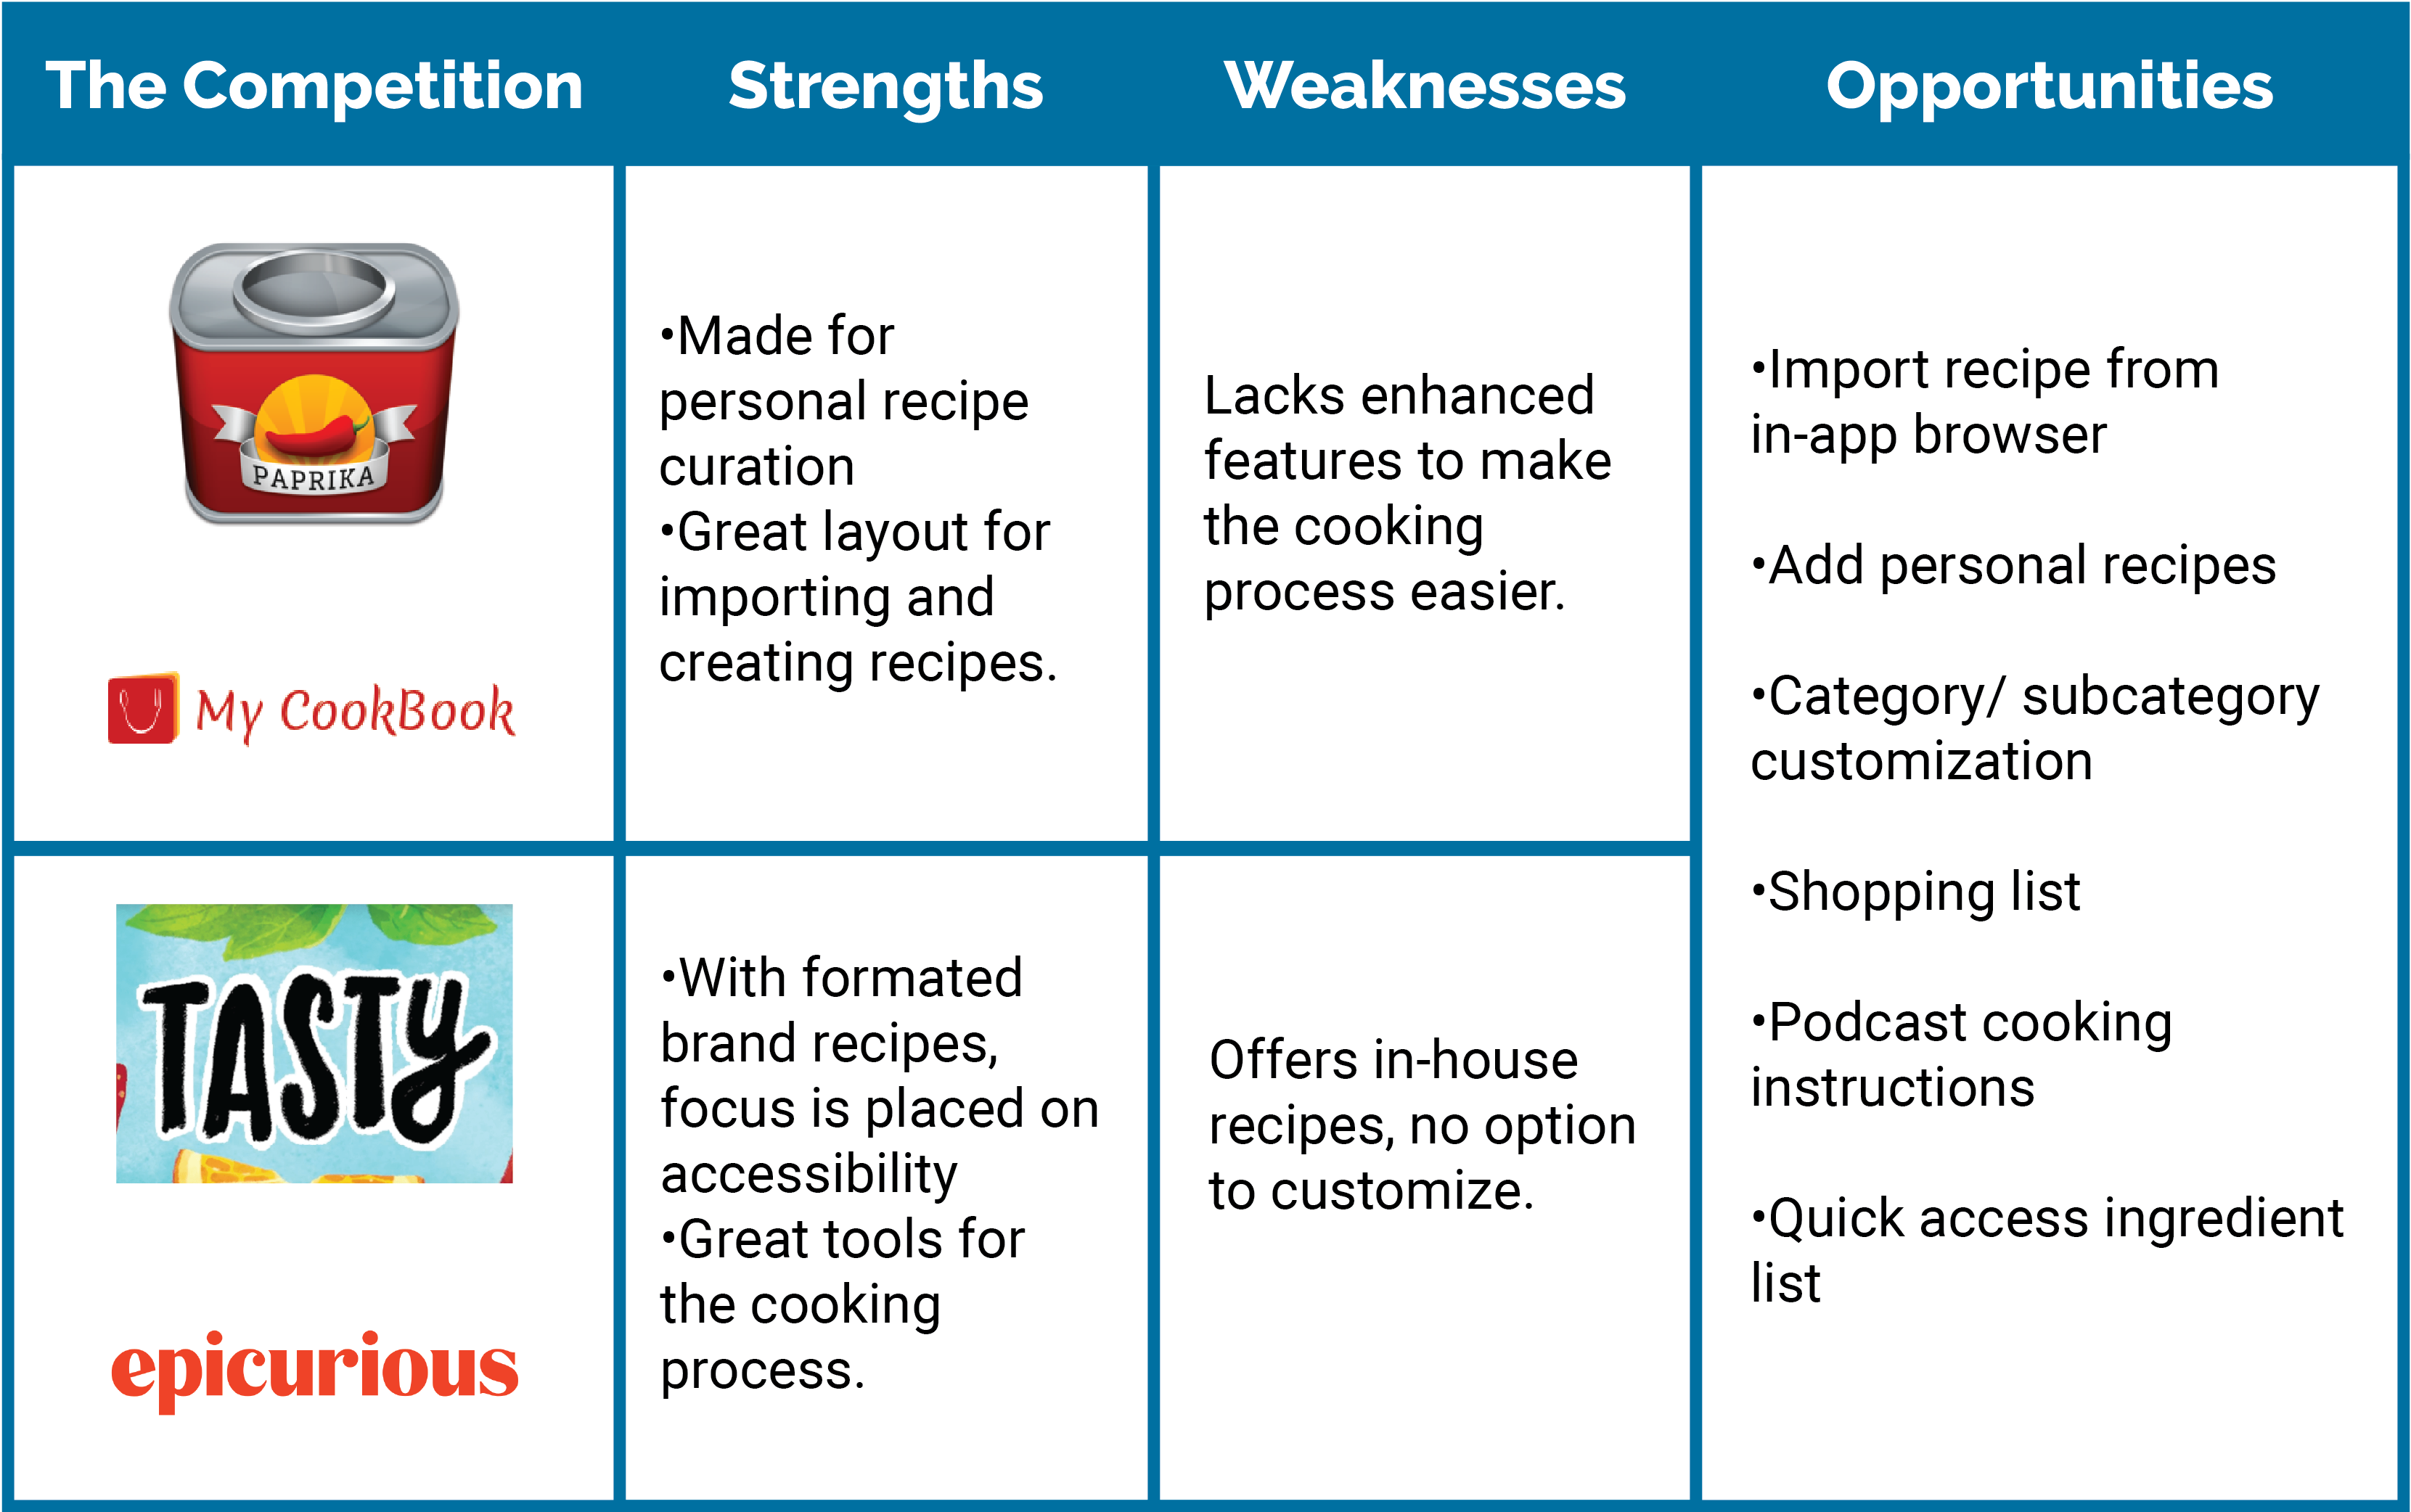 The Competition
Strengths
Weaknesses
Opportunities
PAPRIKA
My CookBook
•Made for
personal recipe
curation
•Great layout for
importing and
creating recipes.
Lacks enhanced
features to make
the cooking
process easier.
•Import recipe from
in-app browser
•Add personal recipes
•Category/ subcategory
customization
•Shopping list
•Podcast cooking
instructions
•Quick access ingredient
list
TASTY
epicurious
•With formated
brand recipes,
focus is placed on
accessibility
•Great tools for
the cooking
process.
Offers in-house
recipes, no option
to customize.